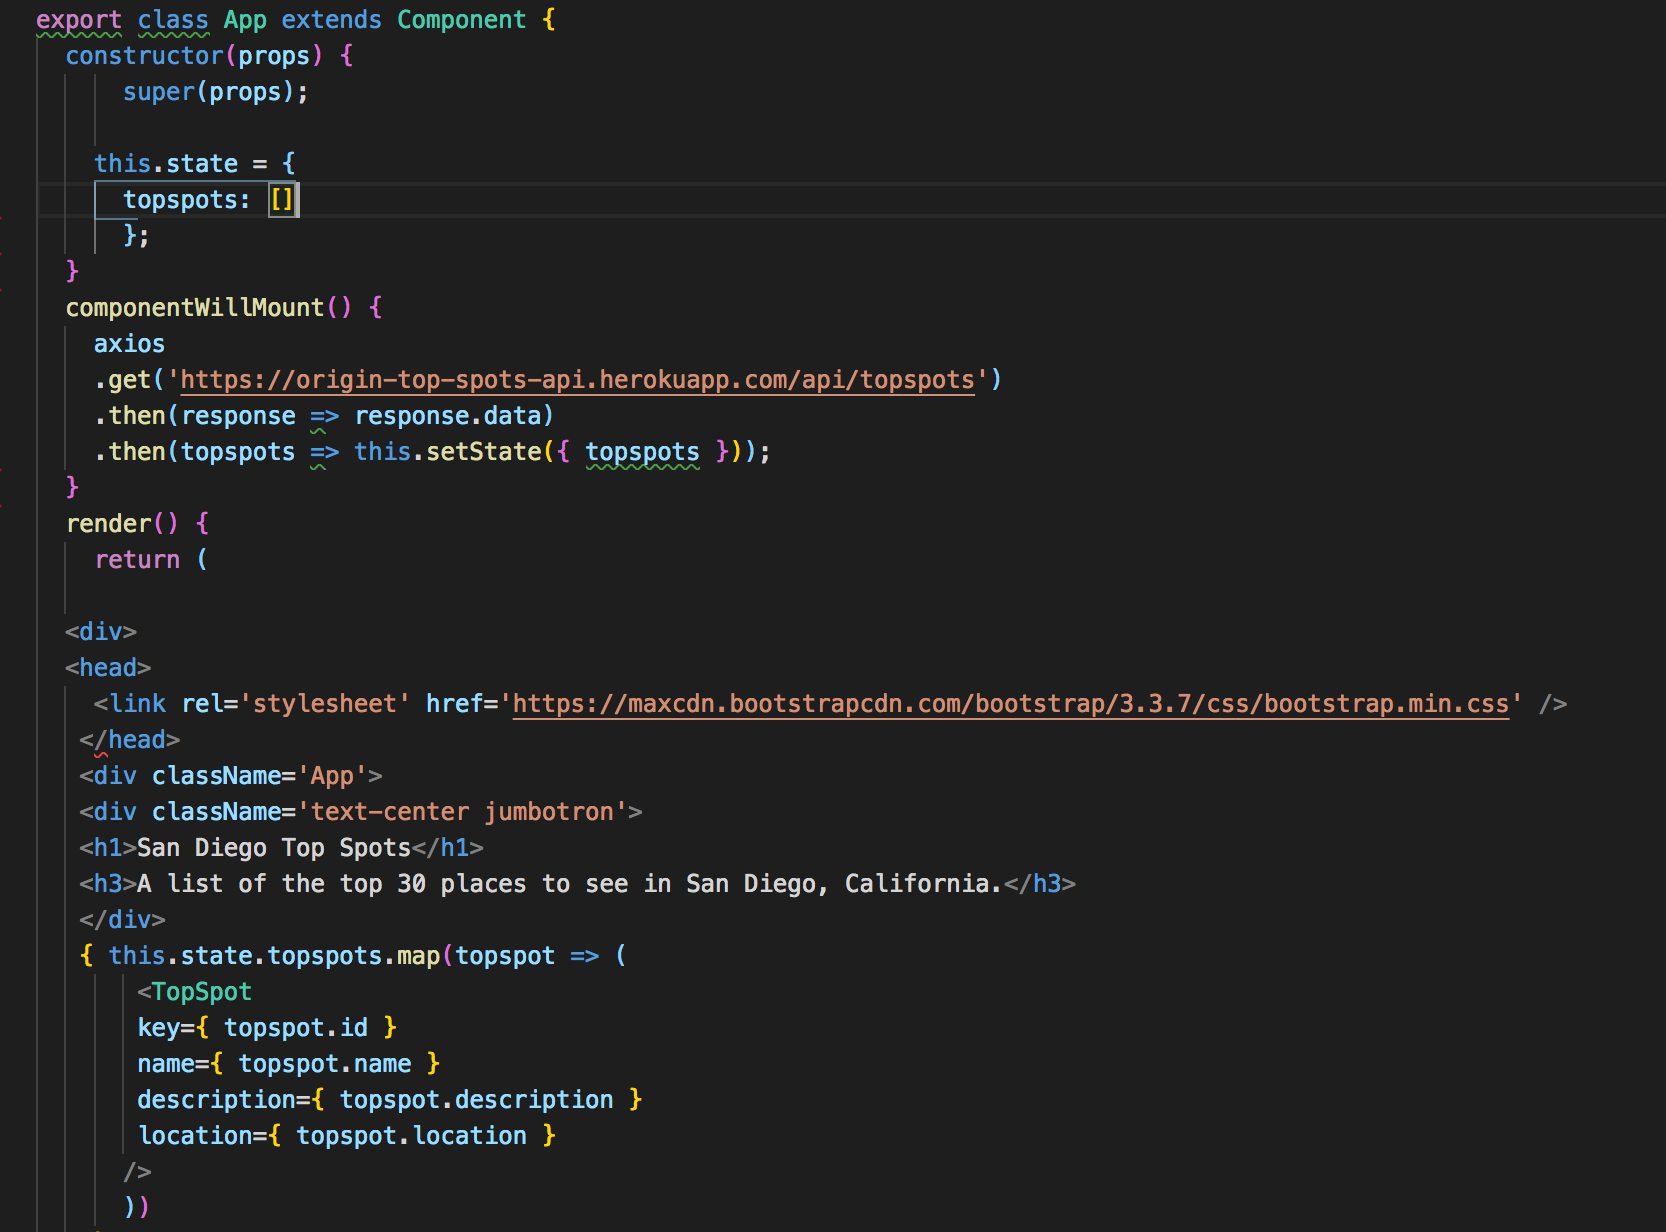 export class App extends Component {
constructor(props) {
super(props);
this.state = {
topspots: []
};
}
componentWillMount() {
axios
.get('https://origin-top-spots-api.herokuapp.com/api/topspots')
.then(response => response.data)
.then(topspots => this.setState({ topspots }));
}
render() {
return (
<div>
<head>
<link rel='stylesheet' href='https://maxcdn.bootstrapcdn.com/bootstrap/3.3.7/css/bootstrap.min.css' />
</head>
<div className='App'>
<div className='text-center jumbotron'>
<h1>San Diego Top Spots</h1>
<h3>A list of the top 30 places to see in San Diego, California.</h3>
</div>
{ this.state.topspots.map(topspot => (
<TopSpot
key={ topspot.id }
name={ topspot.name }
description={ topspot.description }
location={ topspot.location }
/>
))